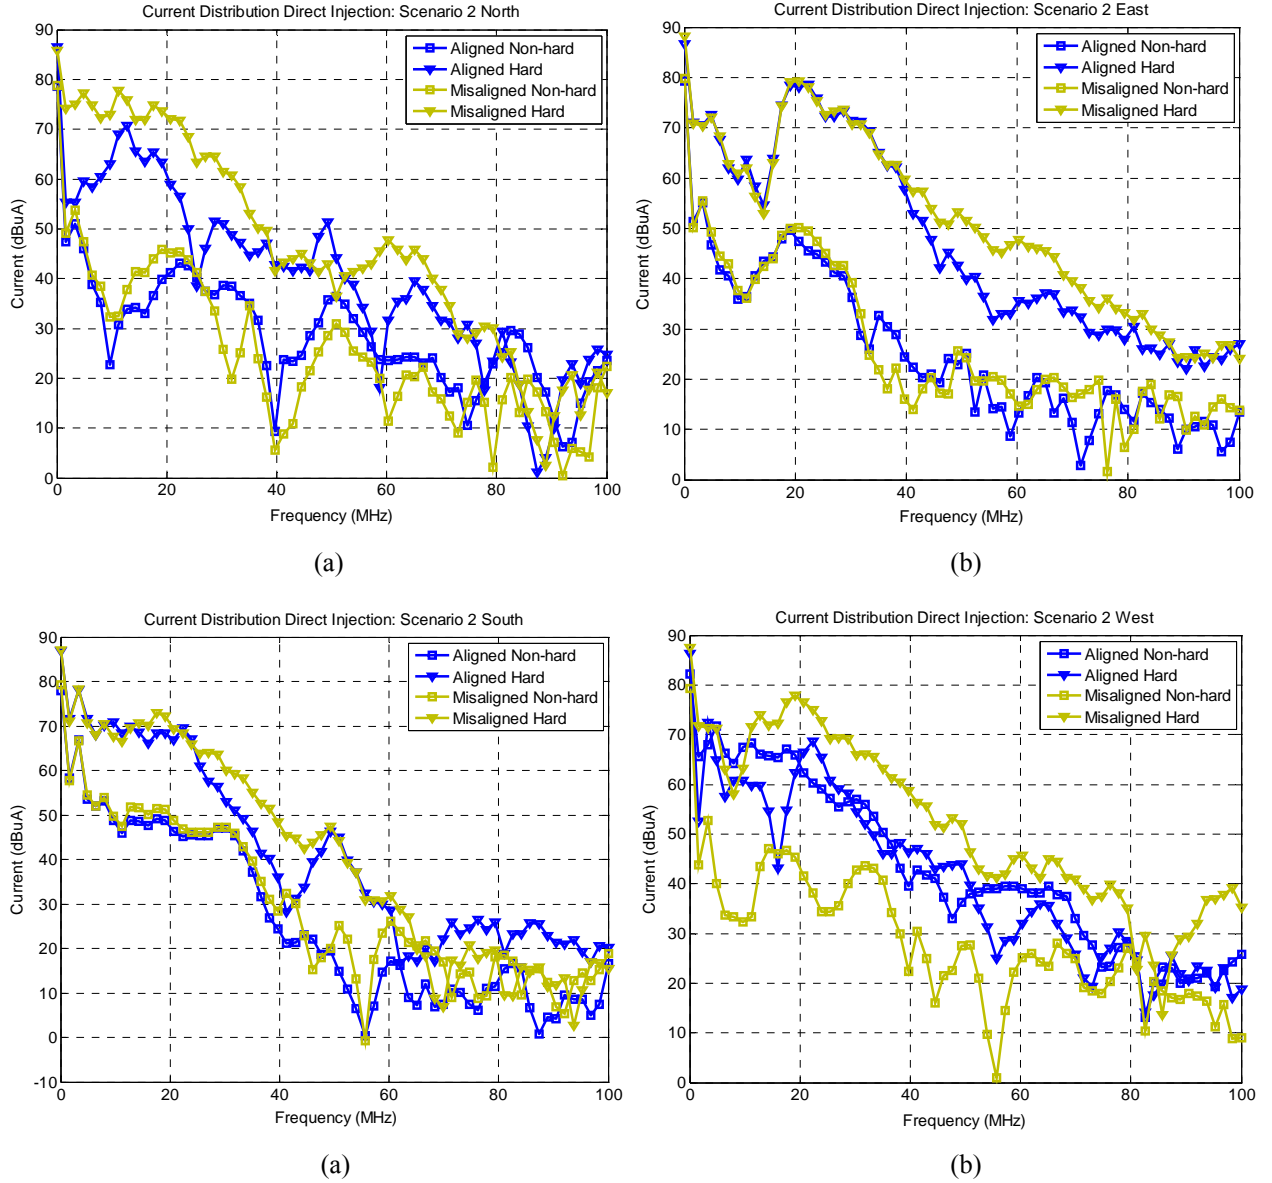 Current Distribution Direct Injection: Scenario 2 North
90
80
70
60
50
40
30
20
10
0
Current (dBuA)
Aligned Non-hard
Aligned Hard
Misaligned Non-hard
Misaligned Hard
0 20 40 60 80 100
Frequency (MHz)
(a)
Current Distribution Direct Injection: Scenario 2 East
90
80
70
60
50
40
30
20
10
0
Current (dBuA)
Aligned Non-hard
Aligned Hard
Misaligned Non-hard
Misaligned Hard
0 20 40 60 80 100
Frequency (MHz)
(b)
Current Distribution Direct Injection: Scenario 2 South
90
80
70
60
50
40
30
20
10
0
-10
Current (dBuA)
Aligned Non-hard
Aligned Hard
Misaligned Non-hard
Misaligned Hard
0 20 40 60 80 100
Frequency (MHz)
(a)
Current Distribution Direct Injection: Scenario 2 West
90
80
70
60
50
40
30
20
10
0
Current (dBuA)
Aligned Non-hard
Aligned Hard
Misaligned Non-hard
Misaligned Hard
0 20 40 60 80 100
Frequency (MHz)
(b)